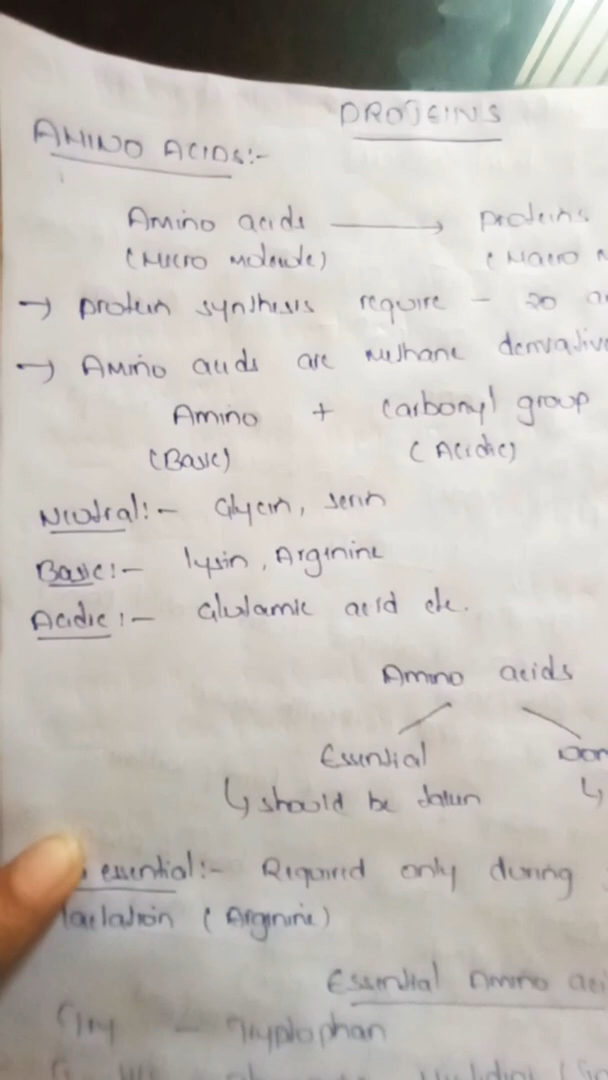 PROTEINS
AMINO ACIDS:-
Amino acids → proteins
(Micro molecule) (Macro
→ protein synthesis require - 20
→ Amino acids are methane derivative
Amino + Carbonyl group
(Basic) (Acidic)
Neutral:- Glycin, serin
Basic:- lysin, Arginine
Acidic:- Glutamic acid etc.
Amino acids
Essential
↳ should be taken ↳
essential:- Required only during
lactation (Arginine)
Essential Amino
Tryptophan